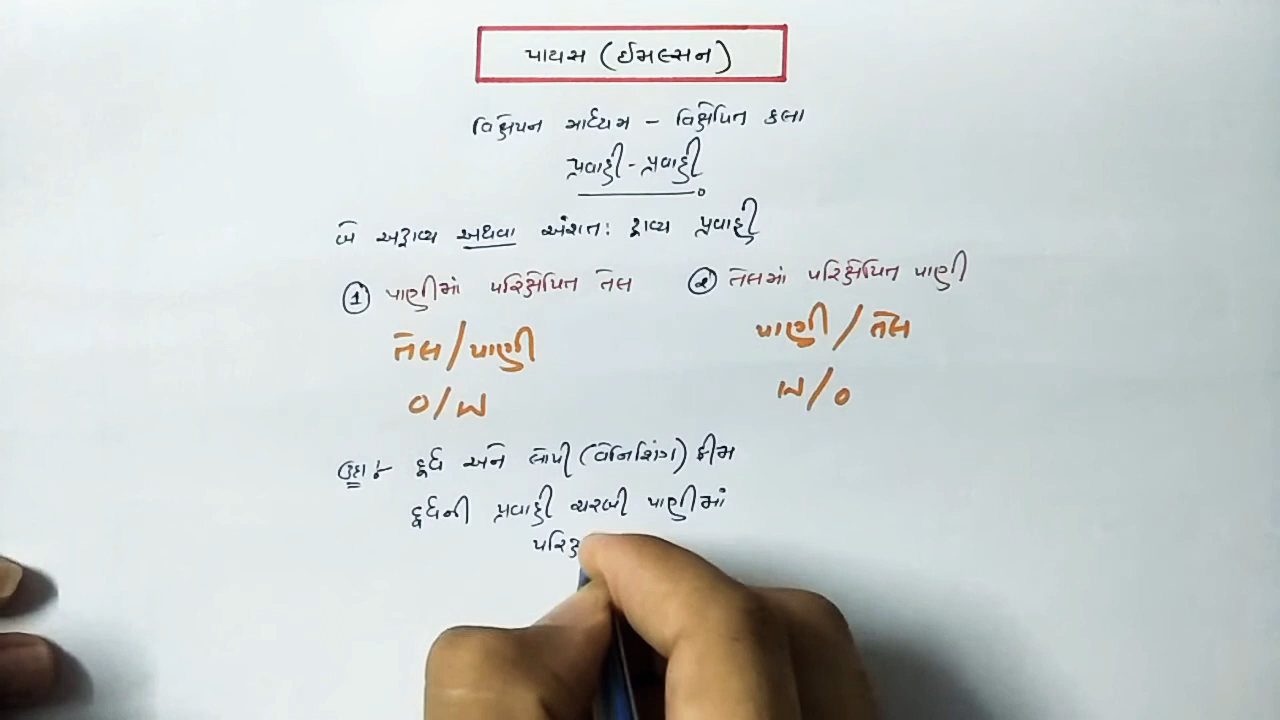 પાયસ (ઈમલ્સન)
વિક્ષેપન માધ્યમ - વિક્ષેપિત કલા
પ્રવાહી - પ્રવાહી
બે અદ્રાવ્ય અથવા અંશતઃ દ્રાવ્ય પ્રવાહી
① પાણીમાં પરિક્ષેપિત તેલ ② તેલમાં પરિક્ષેપિત પાણી
તેલ / પાણી પાણી / તેલ
O/W W/O
ઉદા :- દૂધ અને લોપી (વેનિશિંગ) ક્રીમ
દૂધની પ્રવાહી ચરબી પાણીમાં